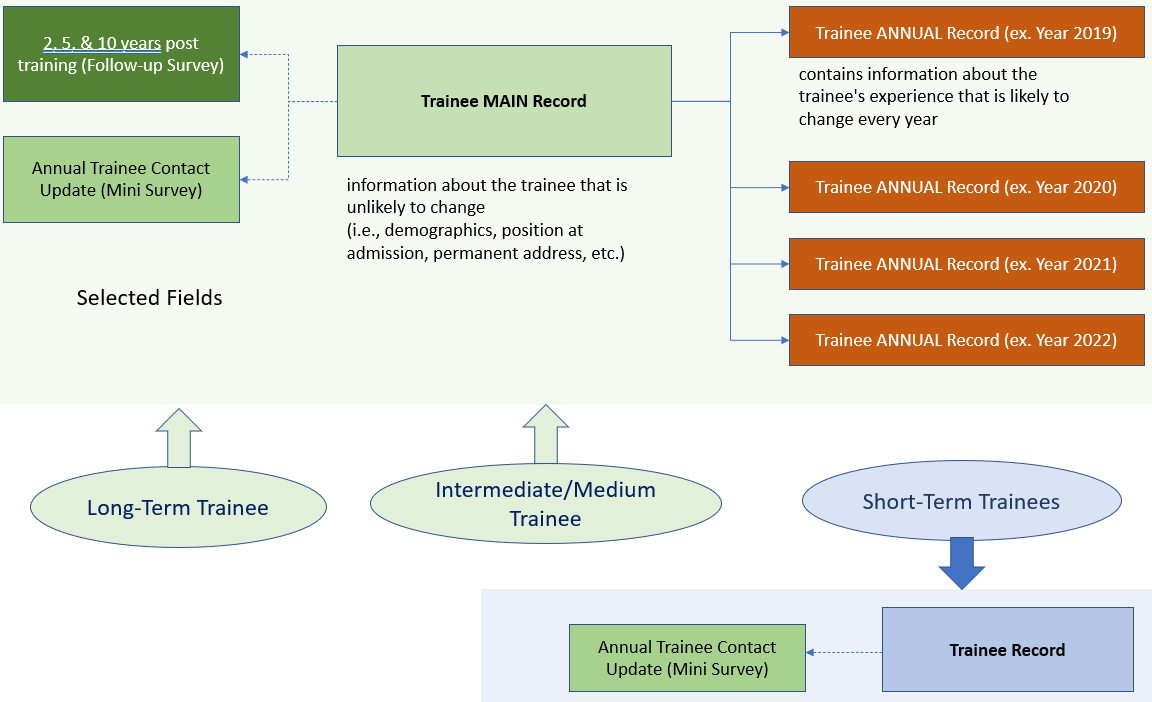 2, 5, & 10 years post
training (Follow-up Survey)
Annual Trainee Contact
Update (Mini Survey)
Selected Fields
Trainee MAIN Record
information about the trainee that is
unlikely to change
(i.e., demographics, position at
admission, permanent address, etc.)
Trainee ANNUAL Record (ex. Year 2019)
contains information about the
trainee's experience that is likely to
change every year
Trainee ANNUAL Record (ex. Year 2020)
Trainee ANNUAL Record (ex. Year 2021)
Trainee ANNUAL Record (ex. Year 2022)
Long-Term Trainee
Intermediate/Medium
Trainee
Short-Term Trainees
Annual Trainee Contact
Update (Mini Survey)
Trainee Record